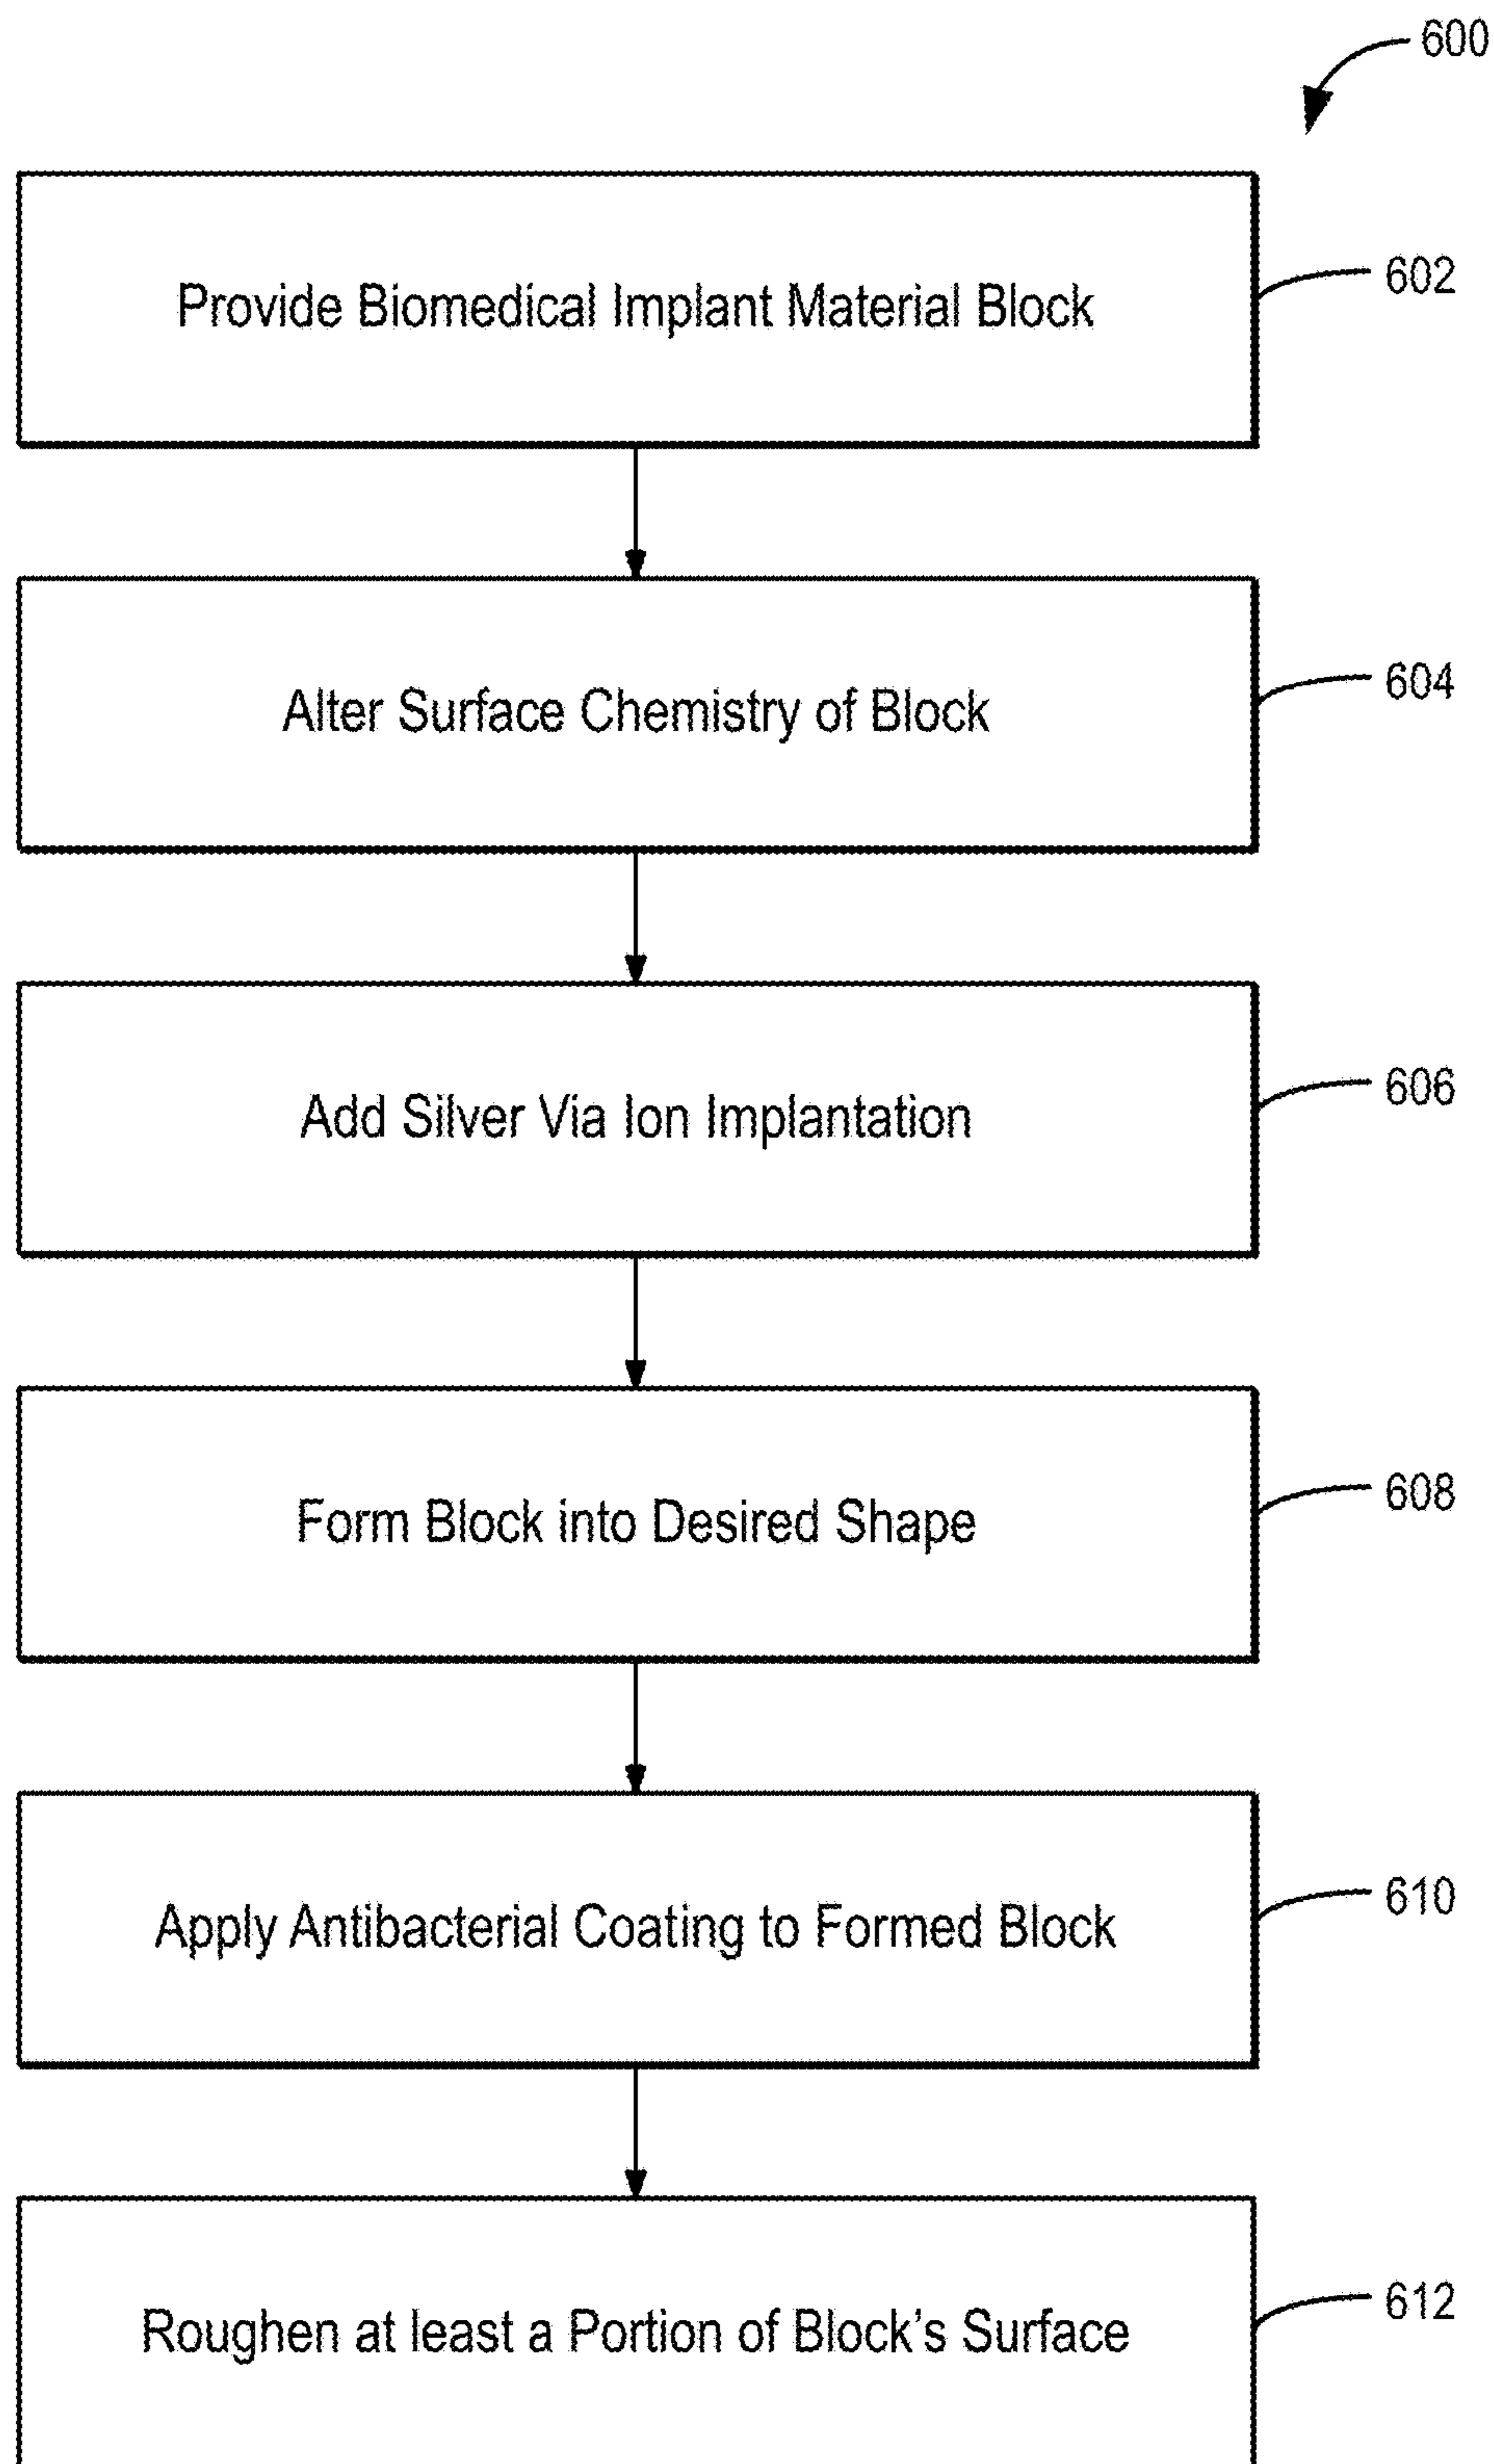 600
Provide Biomedical Implant Material Block
602
Alter Surface Chemistry of Block
604
Add Silver Via Ion Implantation
606
Form Block into Desired Shape
608
Apply Antibacterial Coating to Formed Block
610
Roughen at least a Portion of Block's Surface
612